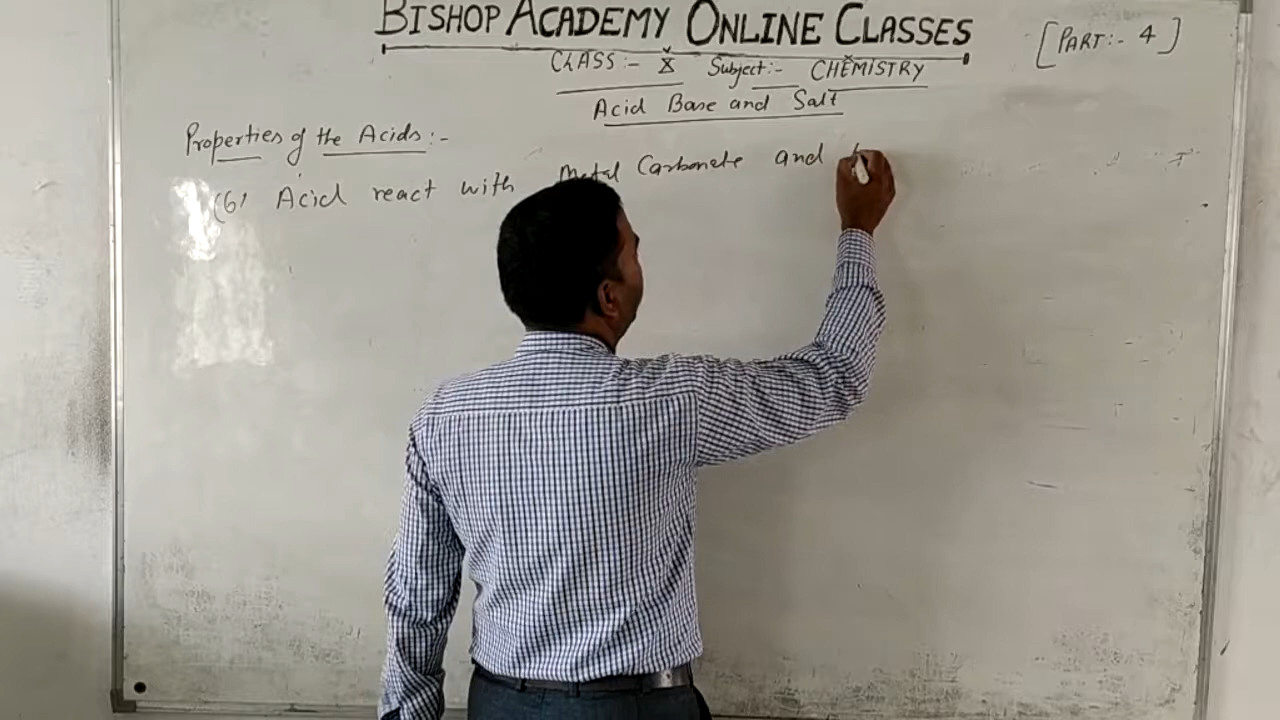 BISHOP ACADEMY ONLINE CLASSES
[PART:- 4]
CLASS:- X Subject:- CHEMISTRY
Acid Base and Salt
Properties of the Acids:-
(6) Acid react with Metal Carbonate and